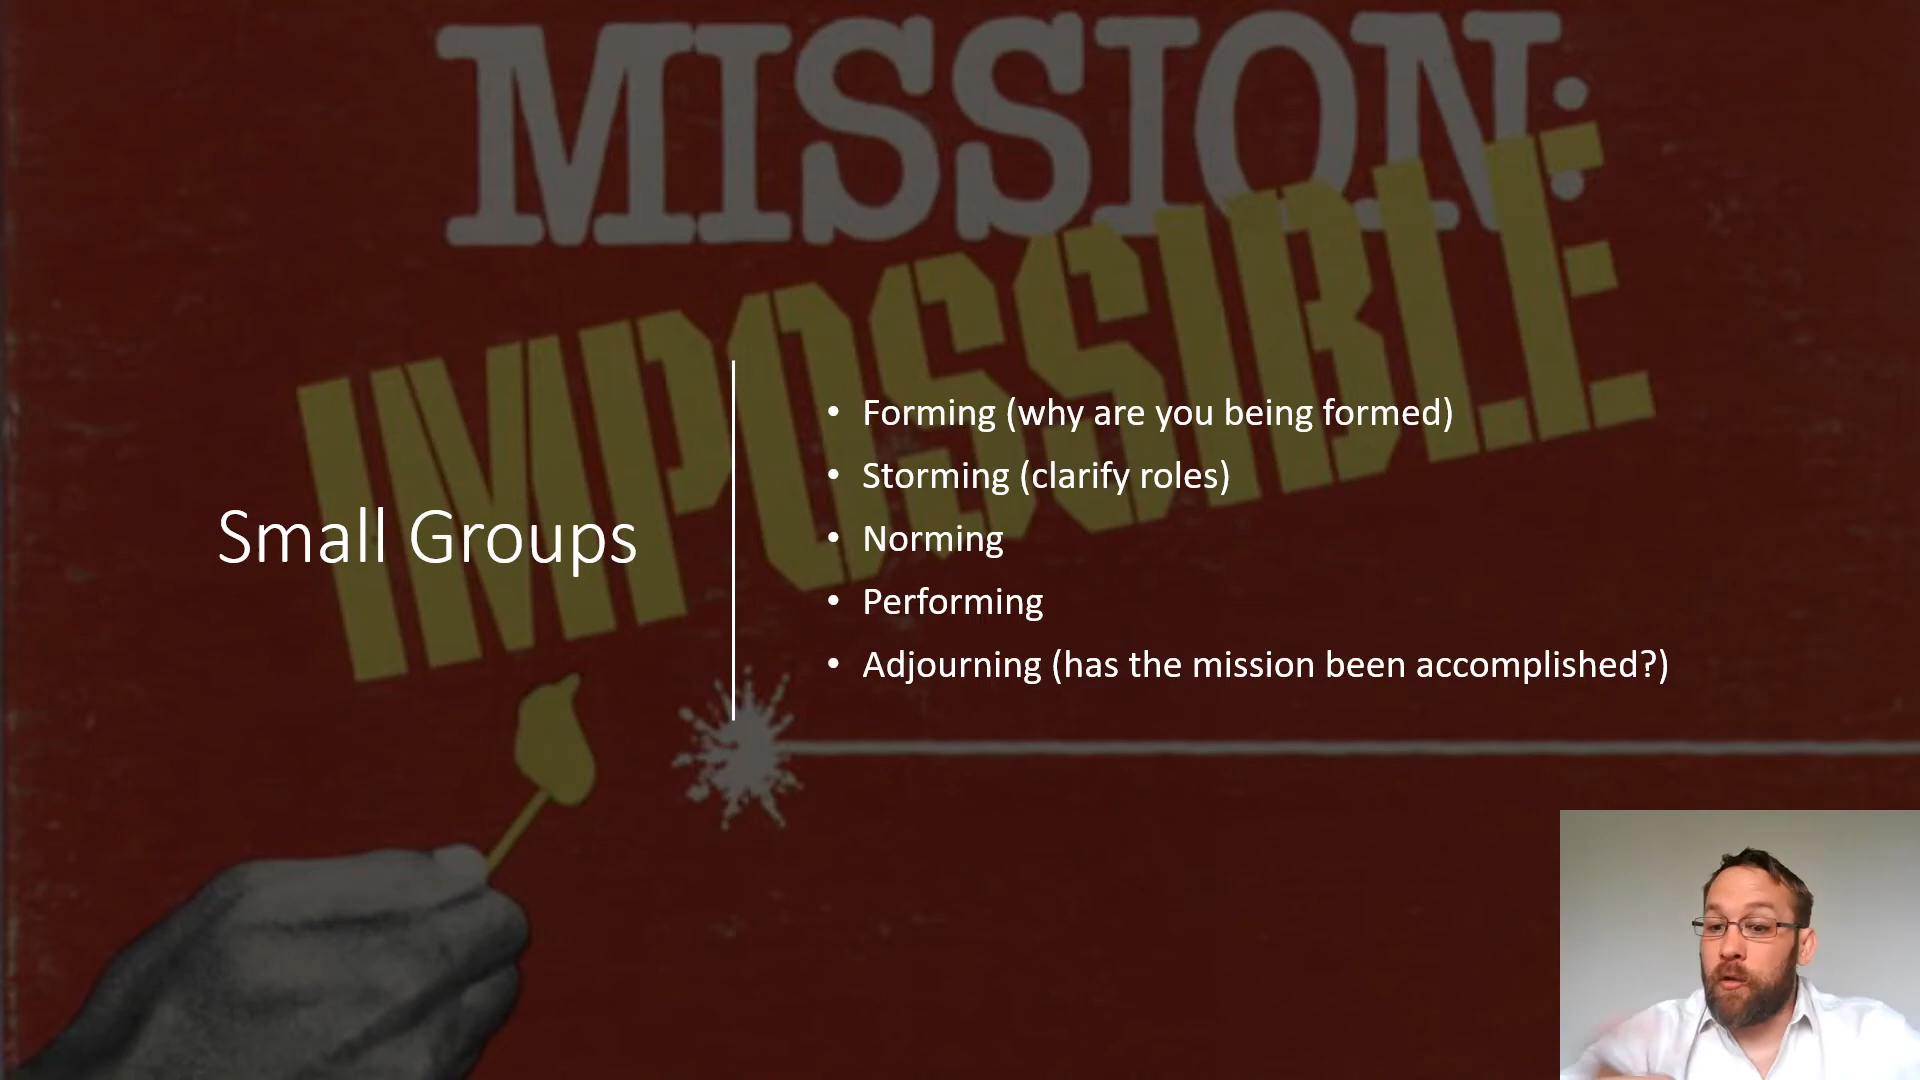 MISSION:
IMPOSSIBLE
Small Groups
• Forming (why are you being formed)
• Storming (clarify roles)
• Norming
• Performing
• Adjourning (has the mission been accomplished?)